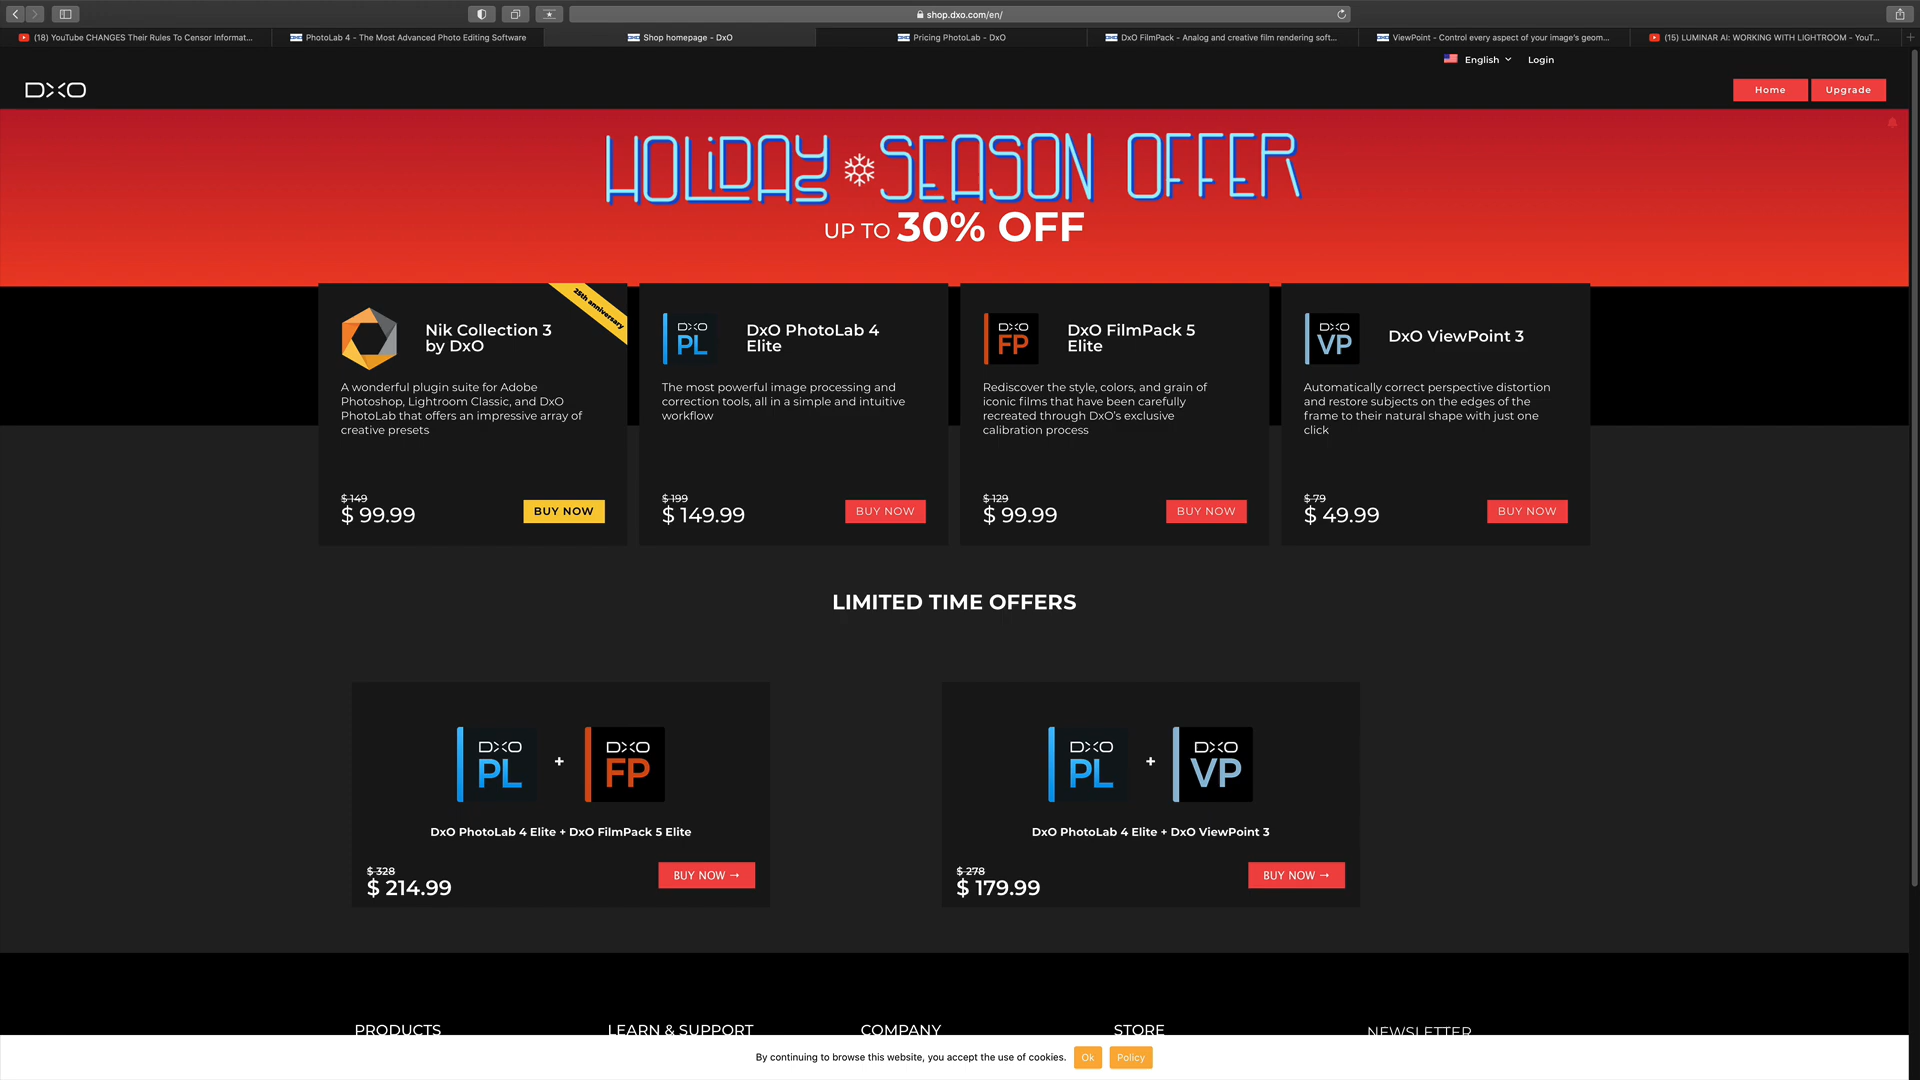 shop.dxo.com/en/
(18) YouTube CHANGES Their Rules To Censor Informat...
PhotoLab 4 - The Most Advanced Photo Editing Software
Shop homepage - DxO
Pricing PhotoLab - DxO
DxO FilmPack - Analog and creative film rendering soft...
ViewPoint - Control every aspect of your image's geom...
(15) LUMINAR AI: WORKING WITH LIGHTROOM - YouT...
English
Login
DXO
Home
Upgrade
HOLIDAY SEASON OFFER
UP TO 30% OFF
25th anniversary
Nik Collection 3
by DxO
A wonderful plugin suite for Adobe
Photoshop, Lightroom Classic, and DxO
PhotoLab that offers an impressive array of
creative presets
$ 149
$ 99.99
BUY NOW
DXO
PL
DxO PhotoLab 4
Elite
The most powerful image processing and
correction tools, all in a simple and intuitive
workflow
$ 199
$ 149.99
BUY NOW
DXO
FP
DxO FilmPack 5
Elite
Rediscover the style, colors, and grain of
iconic films that have been carefully
recreated through DxO's exclusive
calibration process
$ 129
$ 99.99
BUY NOW
DXO
VP
DxO ViewPoint 3
Automatically correct perspective distortion
and restore subjects on the edges of the
frame to their natural shape with just one
click
$ 79
$ 49.99
BUY NOW
LIMITED TIME OFFERS
DXO
PL
+
DXO
FP
DxO PhotoLab 4 Elite + DxO FilmPack 5 Elite
$ 328
$ 214.99
BUY NOW →
DXO
PL
+
DXO
VP
DxO PhotoLab 4 Elite + DxO ViewPoint 3
$ 278
$ 179.99
BUY NOW →
PRODUCTS
LEARN & SUPPORT
COMPANY
STORE
NEWSLETTER
By continuing to browse this website, you accept the use of cookies.
Ok
Policy